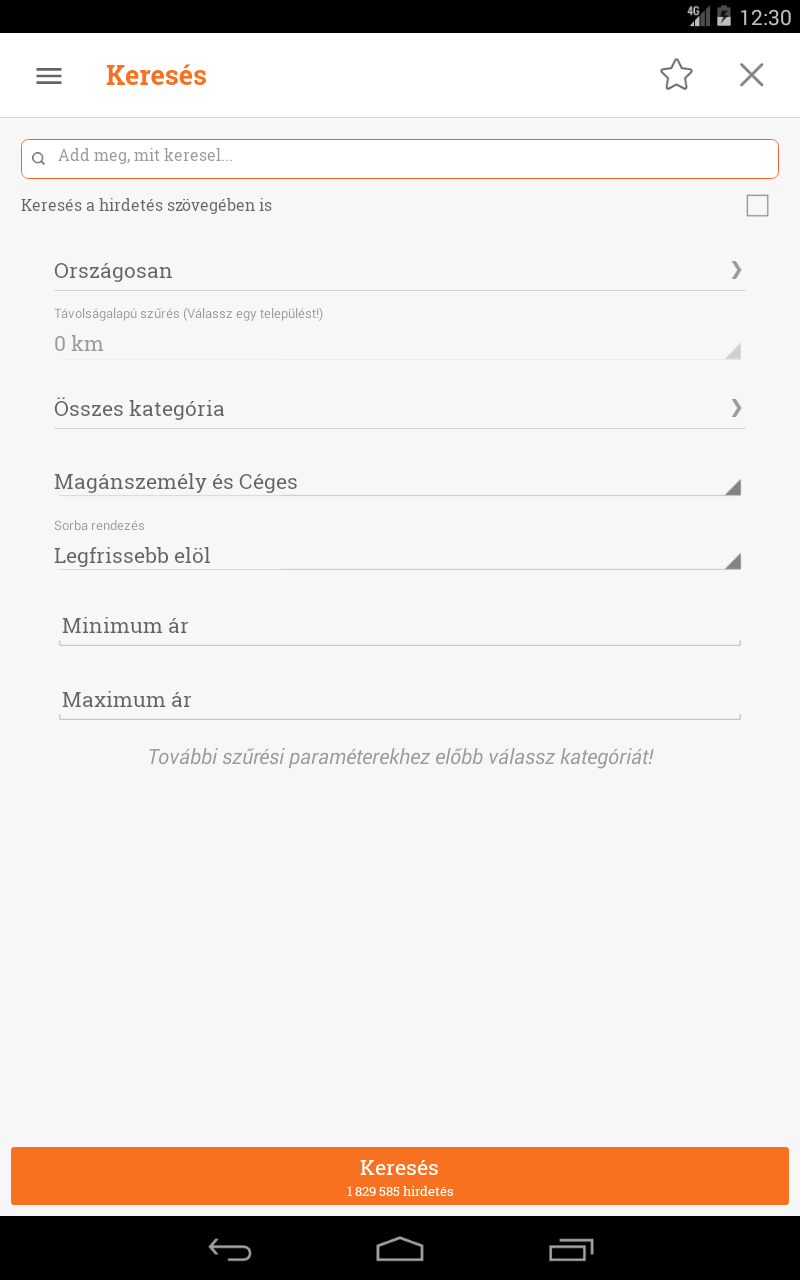 4G 12:30
Keresés
Add meg, mit keresel...
Keresés a hirdetés szövegében is
Országosan
Távolságalapú szűrés (Válassz egy települést!)
0 km
Összes kategória
Magánszemély és Céges
Sorba rendezés
Legfrissebb elöl
Minimum ár
Maximum ár
További szűrési paraméterekhez előbb válassz kategóriát!
Keresés
1 829 585 hirdetés